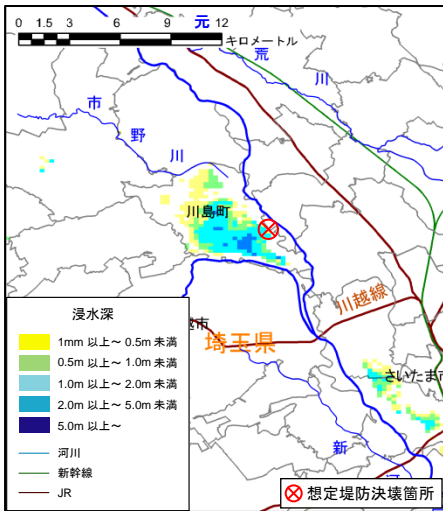 元
0 1.5 3 6 9 12
キロメートル
荒
川
市
野
川
川島町
川越線
越市
埼玉県
さいたま市
新
河
浸水深
1mm 以上～ 0.5m 未満
0.5m 以上～ 1.0m 未満
1.0m 以上～ 2.0m 未満
2.0m 以上～ 5.0m 未満
5.0m 以上～
河川
新幹線
JR
想定堤防決壊箇所